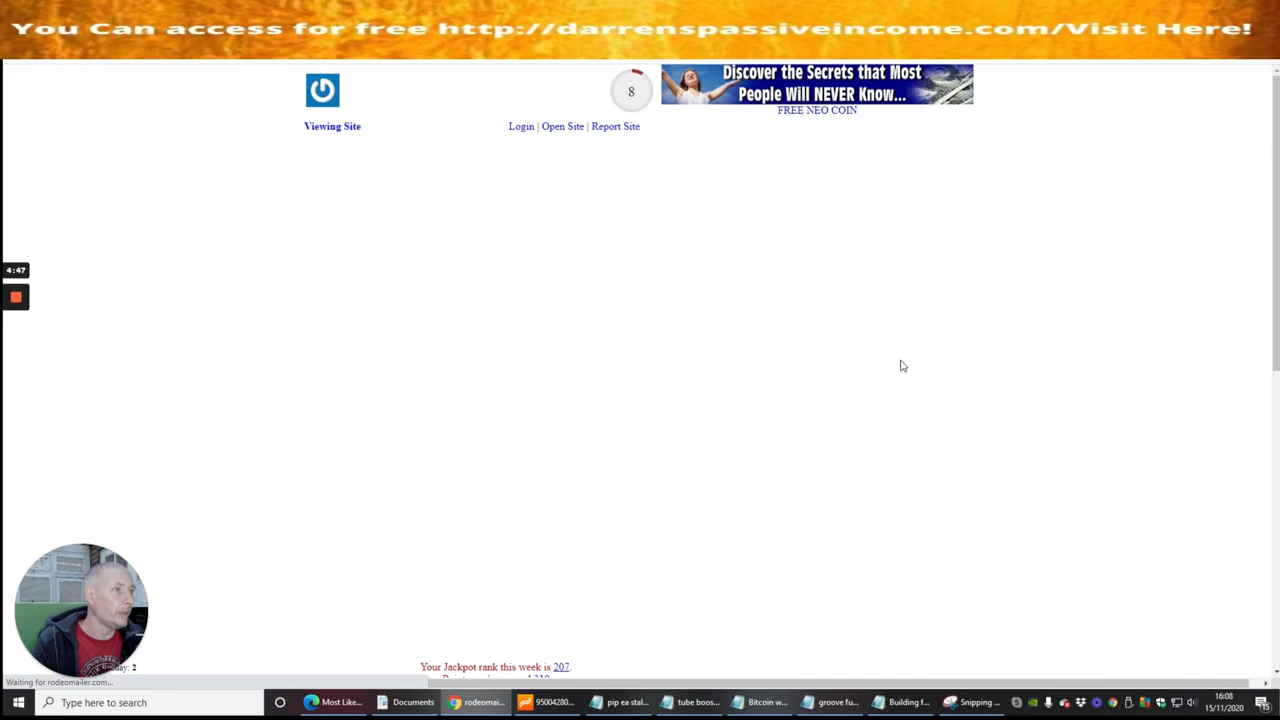 You Can access for free http://darrenspassiveincome.com/Visit Here!
8
Discover the Secrets that Most
People Will NEVER Know...
FREE NEO COIN
Viewing Site
Login | Open Site | Report Site
4:47
Your Jackpot rank this week is 207.
day: 2
Waiting for rodeomailer.com...
Type here to search
Most Like...
Documents
rodeomai...
95004280...
pip ea stal...
tube boos...
Bitcoin w...
groove fu...
Building f...
Snipping ...
16:08
15/11/2020